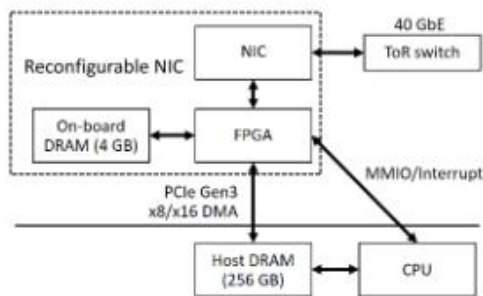 40 GbE
NIC
ToR switch
Reconfigurable NIC
On-board
DRAM (4 GB)
FPGA
MMIO/Interrupt
PCIe Gen3
x8/x16 DMA
Host DRAM
(256 GB)
CPU